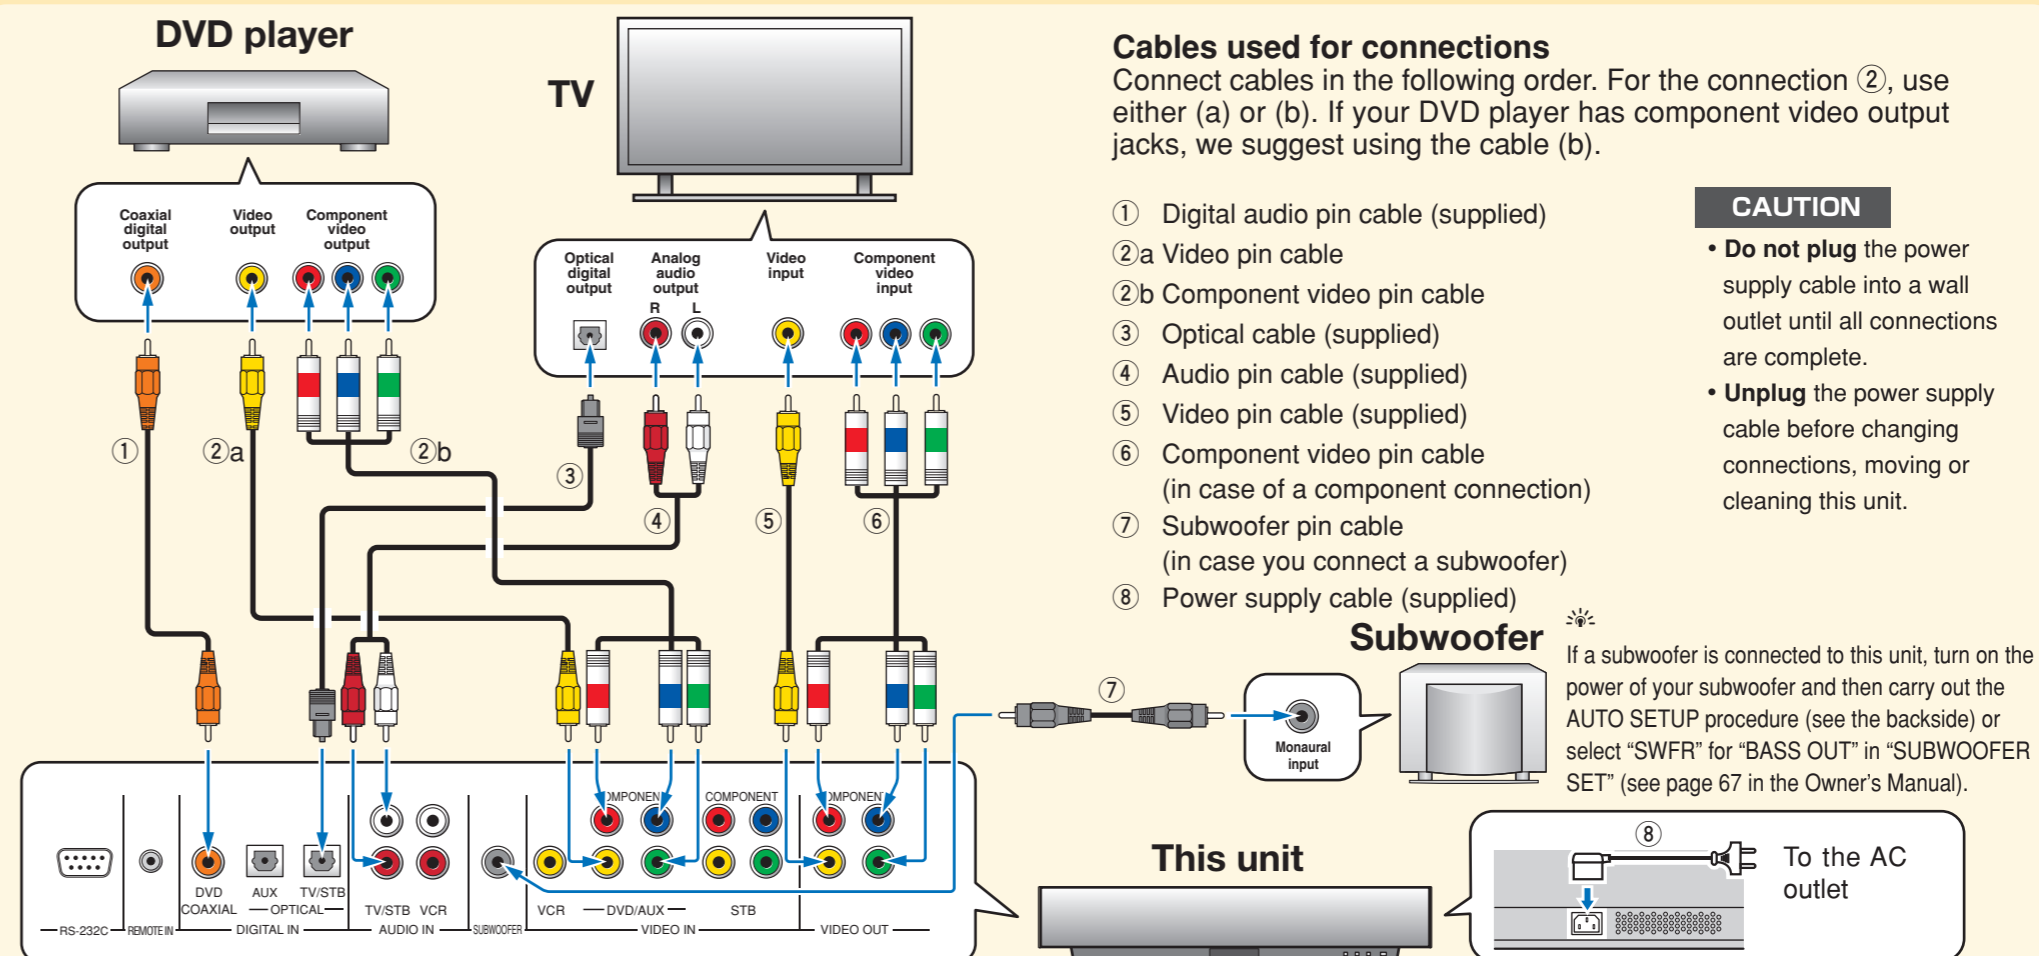 DVD player
TV
Coaxial
digital
output
Video
output
Component
video
output
Optical
digital
output
Analog
audio
output
R L
Video
input
Component
video
input
①
②a
②b
③
④
⑤
⑥
Cables used for connections
Connect cables in the following order. For the connection ②, use
either (a) or (b). If your DVD player has component video output
jacks, we suggest using the cable (b).
① Digital audio pin cable (supplied)
②a Video pin cable
②b Component video pin cable
③ Optical cable (supplied)
④ Audio pin cable (supplied)
⑤ Video pin cable (supplied)
⑥ Component video pin cable
(in case of a component connection)
⑦ Subwoofer pin cable
(in case you connect a subwoofer)
⑧ Power supply cable (supplied)
CAUTION
• Do not plug the power
supply cable into a wall
outlet until all connections
are complete.
• Unplug the power supply
cable before changing
connections, moving or
cleaning this unit.
Subwoofer
⑦
Monaural
input
If a subwoofer is connected to this unit, turn on the
power of your subwoofer and then carry out the
AUTO SETUP procedure (see the backside) or
select “SWFR” for “BASS OUT” in “SUBWOOFER
SET” (see page 67 in the Owner’s Manual).
COMPONENT COMPONENT COMPONENT
DVD AUX TV/STB
COAXIAL OPTICAL TV/STB VCR VCR DVD/AUX STB
RS-232C REMOTE IN DIGITAL IN AUDIO IN SUBWOOFER VIDEO IN VIDEO OUT
This unit
⑧
To the AC
outlet